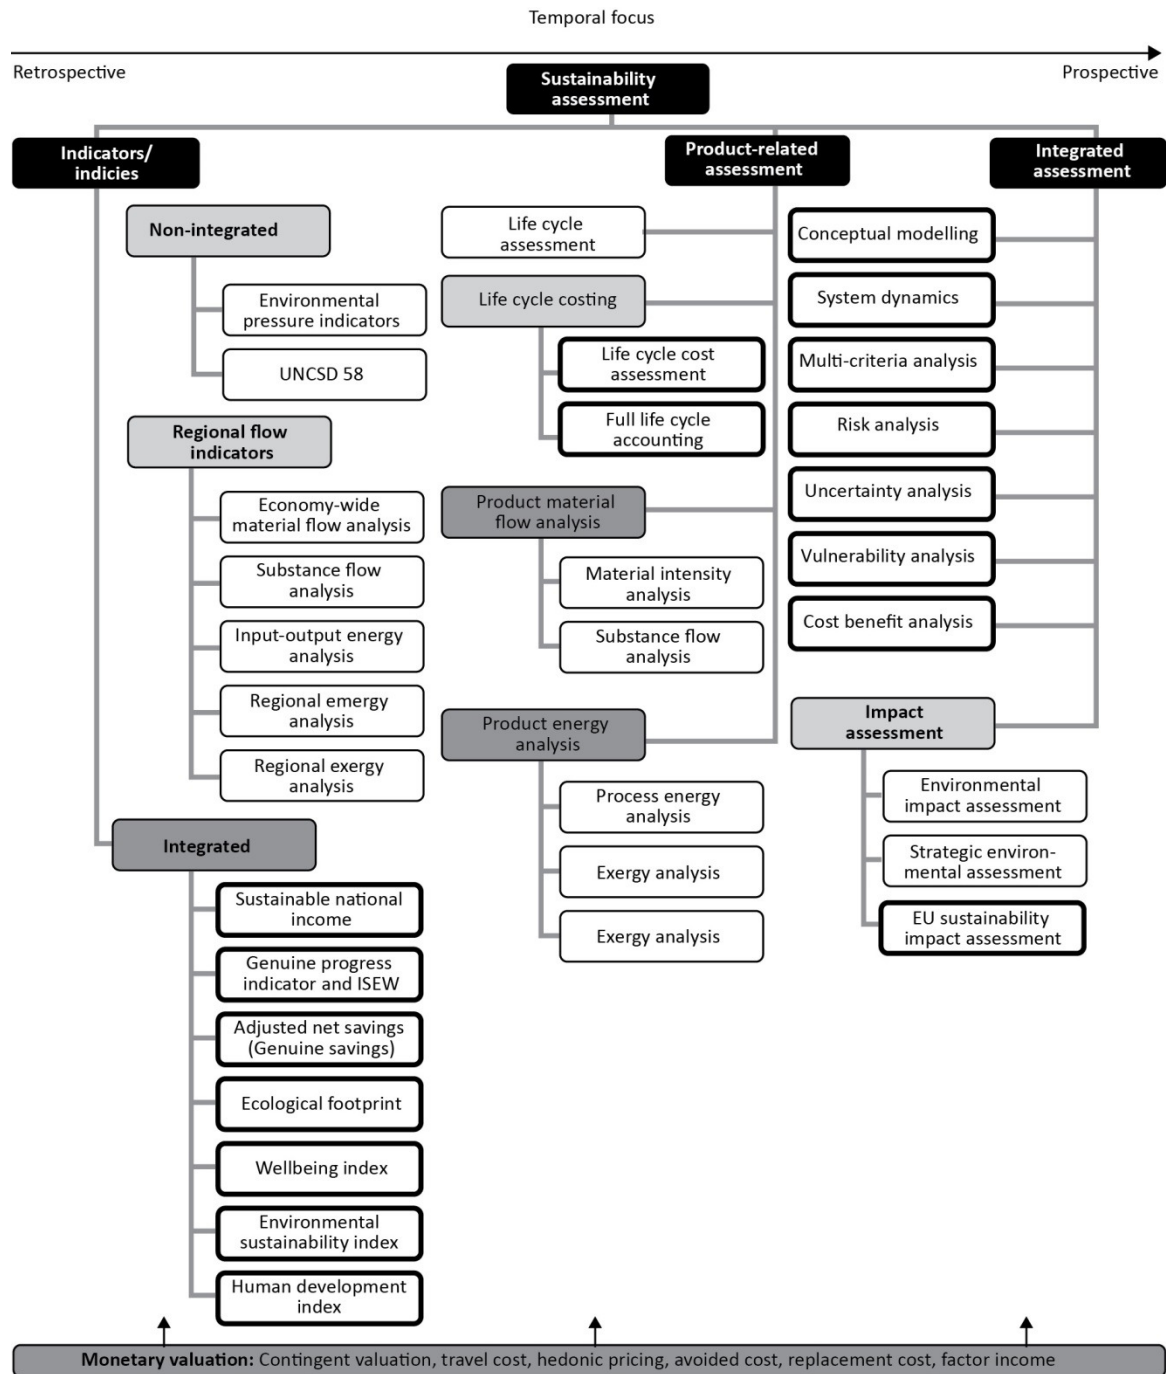 Temporal focus
Retrospective
Prospective
Sustainability
assessment
Indicators/
indicies
Non-integrated
Environmental
pressure indicators
UNCSD 58
Regional flow
indicators
Economy-wide
material flow analysis
Substance flow
analysis
Input-output energy
analysis
Regional emergy
analysis
Regional exergy
analysis
Integrated
Sustainable national
income
Genuine progress
indicator and ISEW
Adjusted net savings
(Genuine savings)
Ecological footprint
Wellbeing index
Environmental
sustainability index
Human development
index
Product-related
assessment
Life cycle
assessment
Life cycle costing
Life cycle cost
assessment
Full life cycle
accounting
Product material
flow analysis
Material intensity
analysis
Substance flow
analysis
Product energy
analysis
Process energy
analysis
Exergy analysis
Exergy analysis
Integrated
assessment
Conceptual modelling
System dynamics
Multi-criteria analysis
Risk analysis
Uncertainty analysis
Vulnerability analysis
Cost benefit analysis
Impact
assessment
Environmental
impact assessment
Strategic environ-
mental assessment
EU sustainability
impact assessment
Monetary valuation: Contingent valuation, travel cost, hedonic pricing, avoided cost, replacement cost, factor income